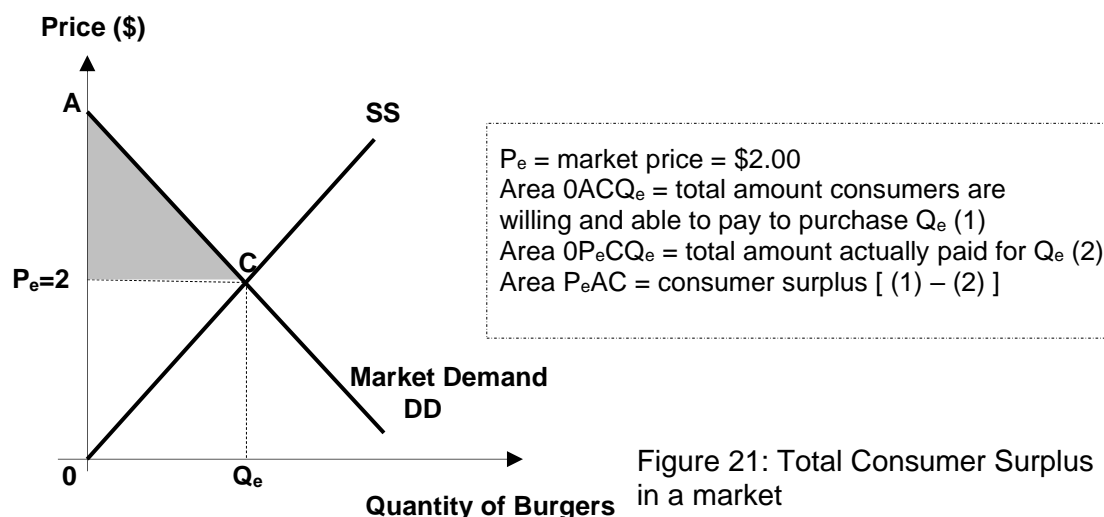 Price ($)
A
SS
P​ₑ = market price = $2.00
Area 0ACQₑ = total amount consumers are
willing and able to pay to purchase Qₑ (1)
Area 0PₑCQₑ = total amount actually paid for Qₑ (2)
Area PₑAC = consumer surplus [ (1) – (2) ]
C
Pₑ=2
Market Demand
DD
0
Qₑ
Quantity of Burgers
Figure 21: Total Consumer Surplus
in a market